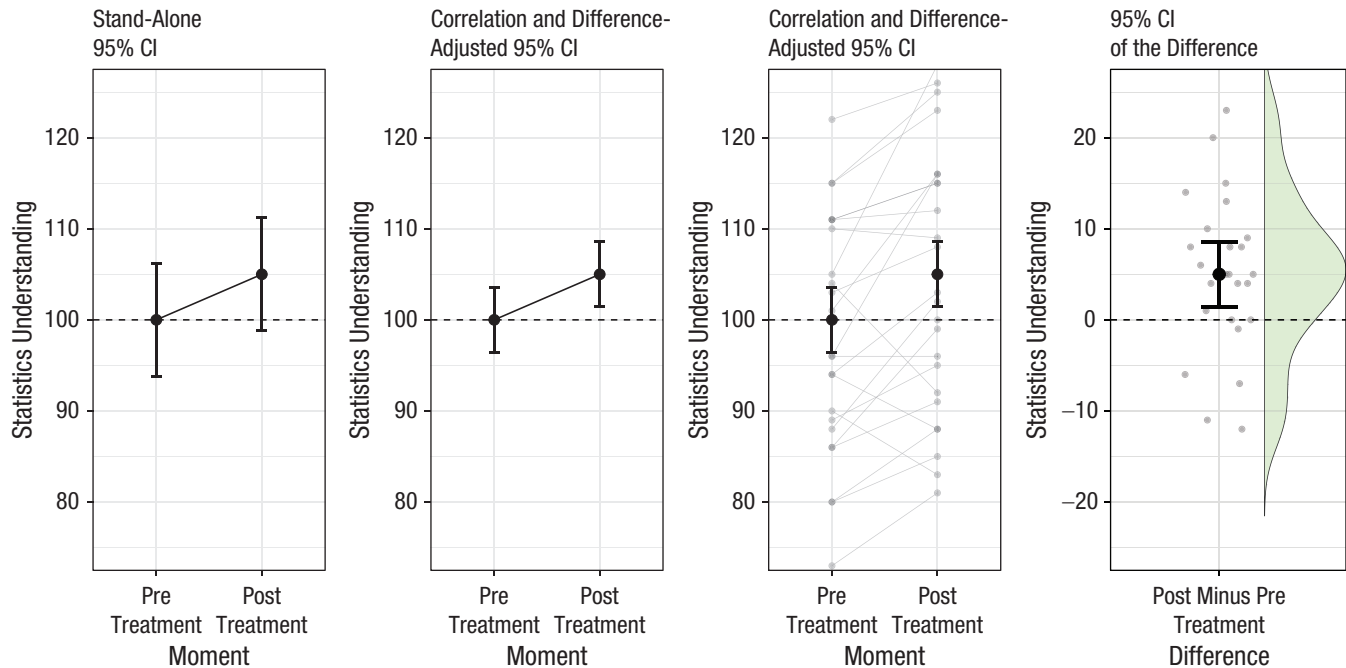 Stand-Alone
95% CI
Statistics Understanding
120
110
100
90
80
Pre
Treatment
Post
Treatment
Moment
Correlation and Difference-
Adjusted 95% CI
Statistics Understanding
120
110
100
90
80
Pre
Treatment
Post
Treatment
Moment
Correlation and Difference-
Adjusted 95% CI
Statistics Understanding
120
110
100
90
80
Pre
Treatment
Post
Treatment
Moment
95% CI
of the Difference
Statistics Understanding
20
10
0
−10
−20
Post Minus Pre
Treatment
Difference